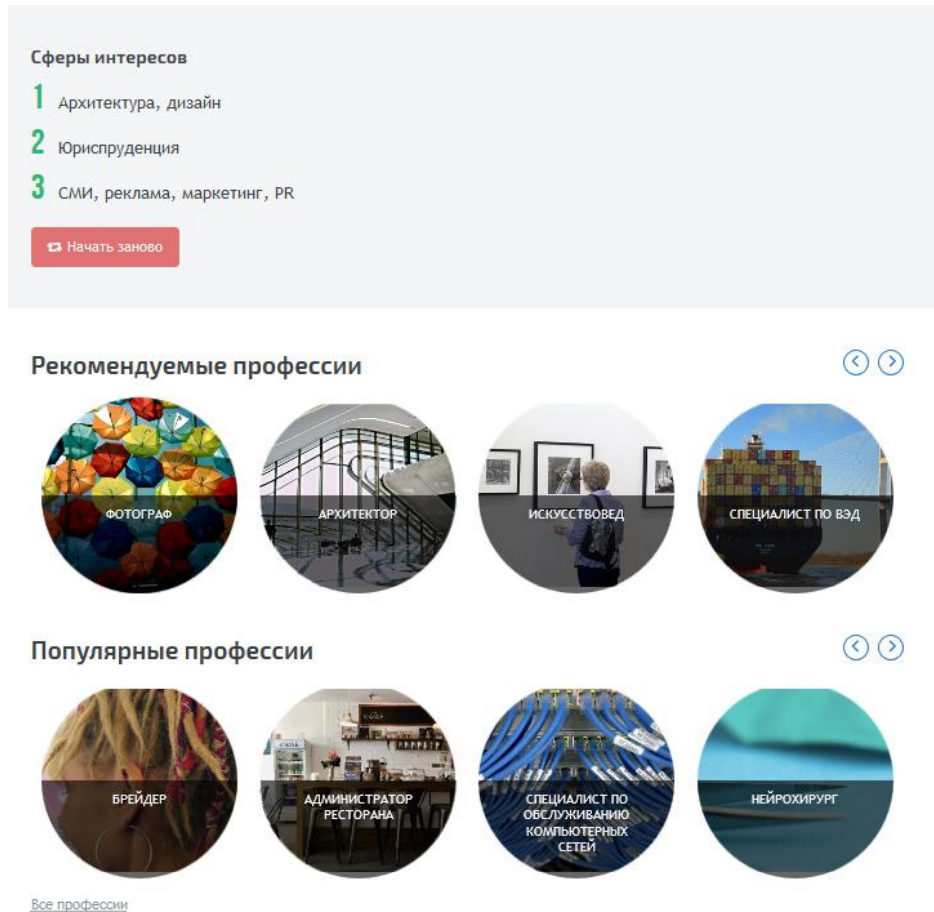 Сферы интересов
1 Архитектура, дизайн
2 Юриспруденция
3 СМИ, реклама, маркетинг, PR
Начать заново
Рекомендуемые профессии
ФОТОГРАФ
АРХИТЕКТОР
ИСКУССТВОВЕД
СПЕЦИАЛИСТ ПО ВЭД
Популярные профессии
БРЕЙДЕР
АДМИНИСТРАТОР
РЕСТОРАНА
СПЕЦИАЛИСТ ПО
ОБСЛУЖИВАНИЮ
КОМПЬЮТЕРНЫХ
СЕТЕЙ
НЕЙРОХИРУРГ
Все профессии